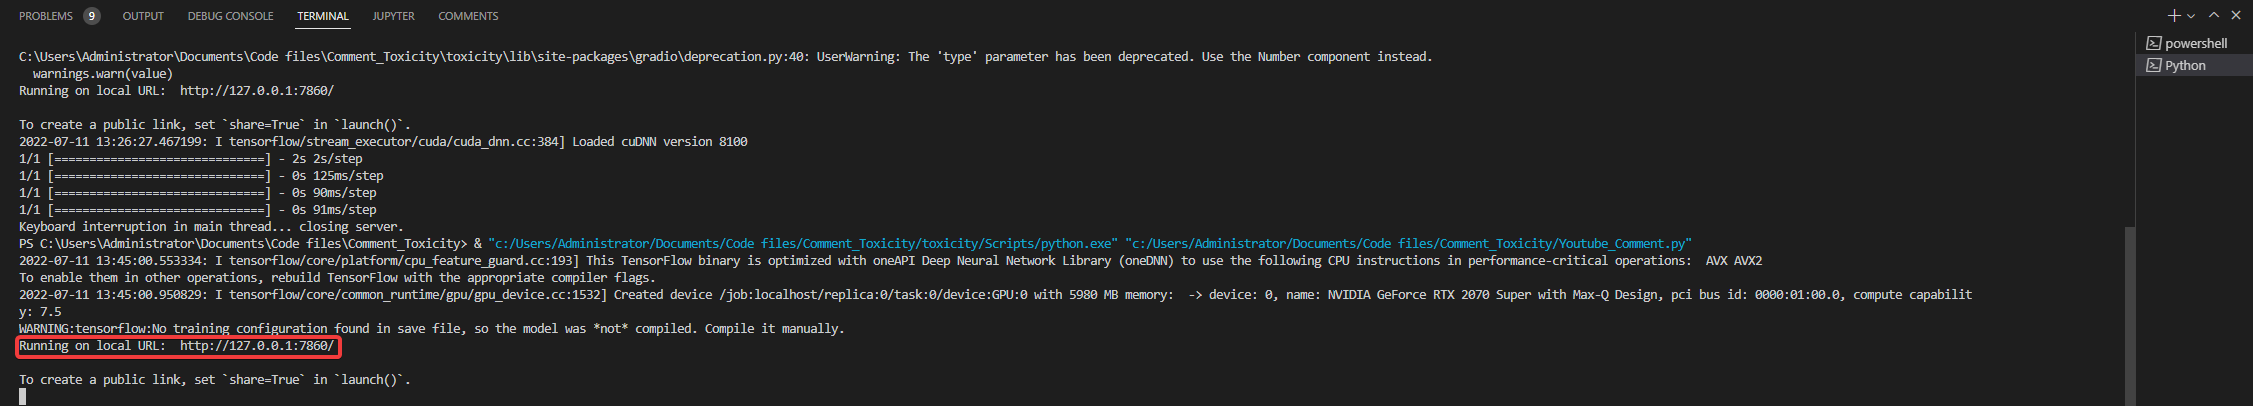 PROBLEMS 9 OUTPUT DEBUG CONSOLE TERMINAL JUPYTER COMMENTS
powershell
Python
C:\Users\Administrator\Documents\Code files\Comment_Toxicity\toxicity\lib\site-packages\gradio\deprecation.py:40: UserWarning: The 'type' parameter has been deprecated. Use the Number component instead.
  warnings.warn(value)
Running on local URL:  http://127.0.0.1:7860/
To create a public link, set `share=True` in `launch()`.
2022-07-11 13:26:27.467199: I tensorflow/stream_executor/cuda/cuda_dnn.cc:384] Loaded cuDNN version 8100
1/1 [==============================] - 2s 2s/step
1/1 [==============================] - 0s 125ms/step
1/1 [==============================] - 0s 90ms/step
1/1 [==============================] - 0s 91ms/step
Keyboard interruption in main thread... closing server.
PS C:\Users\Administrator\Documents\Code files\Comment_Toxicity> & "c:/Users/Administrator/Documents/Code files/Comment_Toxicity/toxicity/Scripts/python.exe" "c:/Users/Administrator/Documents/Code files/Comment_Toxicity/Youtube_Comment.py"
2022-07-11 13:45:00.553334: I tensorflow/core/platform/cpu_feature_guard.cc:193] This TensorFlow binary is optimized with oneAPI Deep Neural Network Library (oneDNN) to use the following CPU instructions in performance-critical operations:  AVX AVX2
To enable them in other operations, rebuild TensorFlow with the appropriate compiler flags.
2022-07-11 13:45:00.950829: I tensorflow/core/common_runtime/gpu/gpu_device.cc:1532] Created device /job:localhost/replica:0/task:0/device:GPU:0 with 5980 MB memory:  -> device: 0, name: NVIDIA GeForce RTX 2070 Super with Max-Q Design, pci bus id: 0000:01:00.0, compute capabilit
y: 7.5
WARNING:tensorflow:No training configuration found in save file, so the model was *not* compiled. Compile it manually.
Running on local URL:  http://127.0.0.1:7860/
To create a public link, set `share=True` in `launch()`.